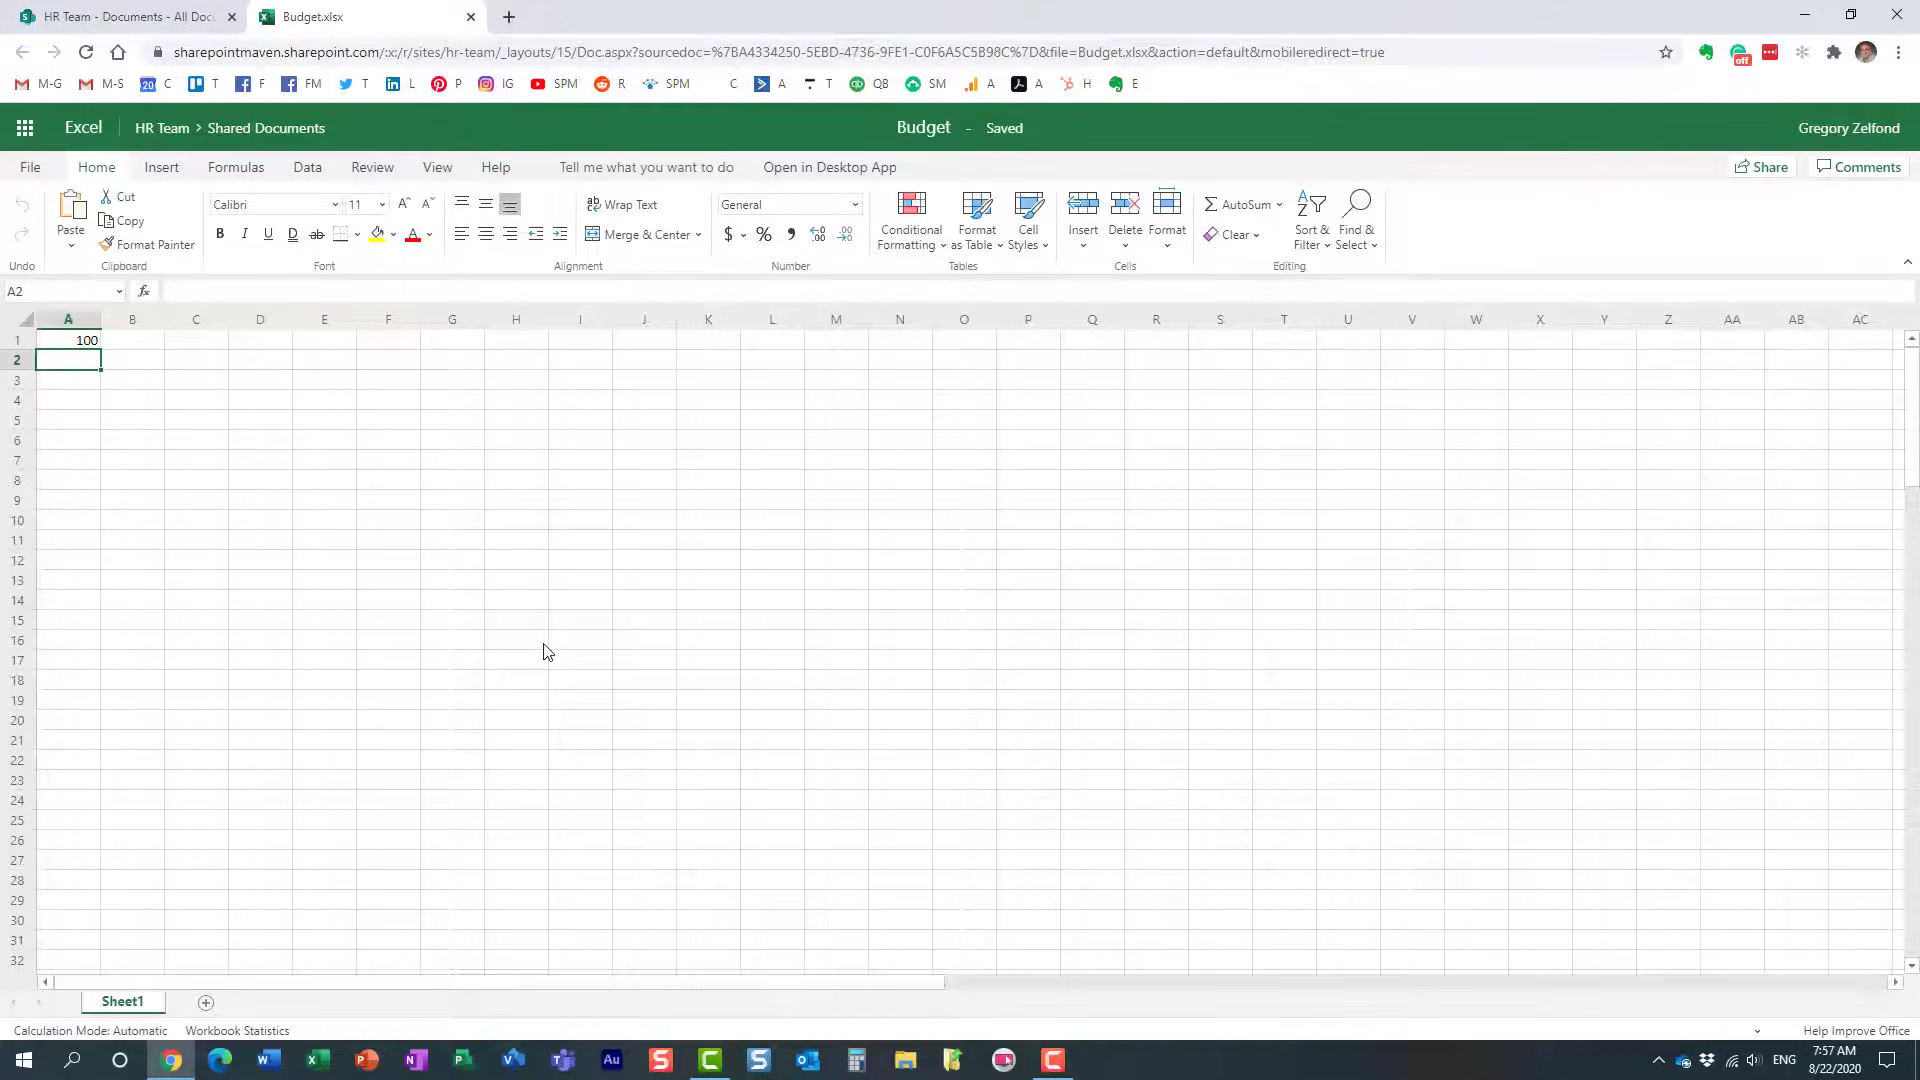 HR Team - Documents - All Doc
Budget.xlsx
sharepointmaven.sharepoint.com/:x:/r/sites/hr-team/_layouts/15/Doc.aspx?sourcedoc=%7BA4334250-5EBD-4736-9FE1-C0F6A5C5B98C%7D&file=Budget.xlsx&action=default&mobileredirect=true
off
M-G M-S 20 C T F FM T L P IG SPM R SPM C A T QB SM A A H E
Excel HR Team > Shared Documents Budget - Saved Gregory Zelfond
File Home Insert Formulas Data Review View Help Tell me what you want to do Open in Desktop App Share Comments
Cut
Copy
Format Painter
Paste
Calibri 11
B I U D ab A
Wrap Text
Merge & Center
General
$ % 9
Conditional Formatting
Format as Table
Cell Styles
Insert Delete Format
AutoSum
Clear
Sort & Filter
Find & Select
Undo Clipboard Font Alignment Number Tables Cells Editing
A2 fx
A B C D E F G H I J K L M N O P Q R S T U V W X Y Z AA AB AC
1 100
2
3
4
5
6
7
8
9
10
11
12
13
14
15
16
17
18
19
20
21
22
23
24
25
26
27
28
29
30
31
32
Sheet1
Calculation Mode: Automatic Workbook Statistics Help Improve Office
ENG
7:57 AM
8/22/2020